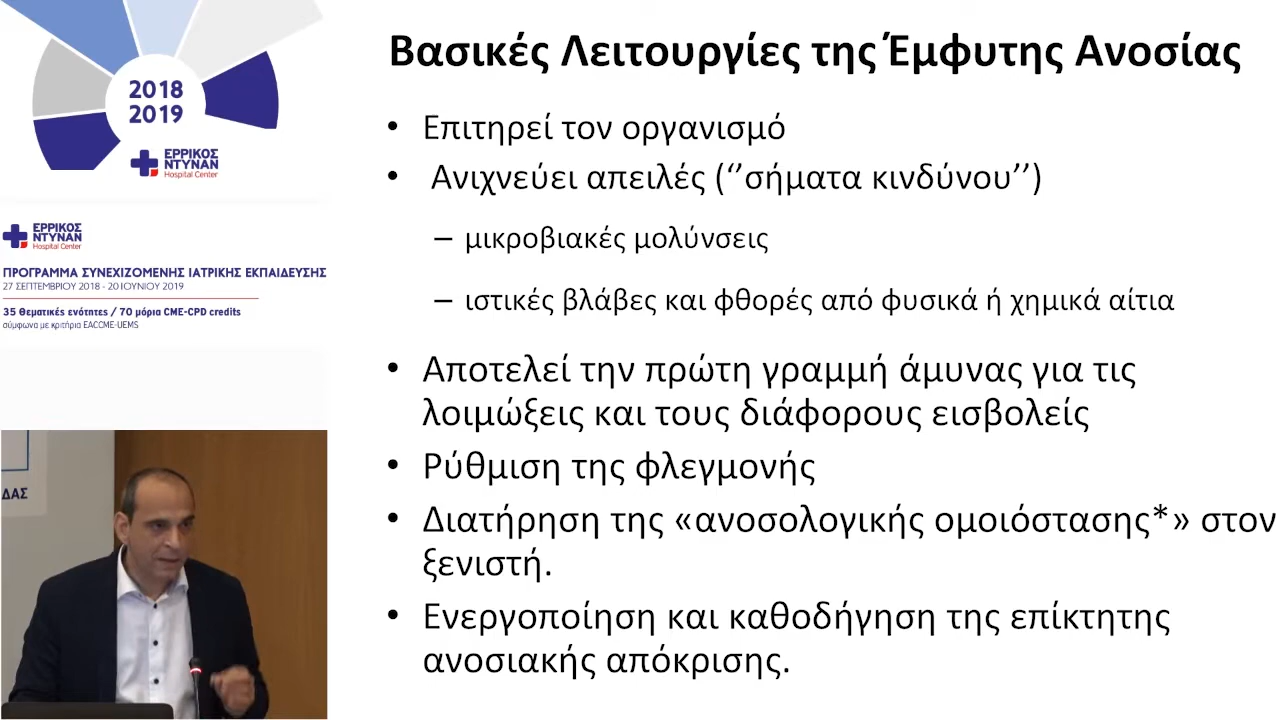 2018
2019
ΕΡΡΙΚΟΣ
ΝΤΥΝΑΝ
Hospital Center
ΕΡΡΙΚΟΣ
ΝΤΥΝΑΝ
Hospital Center
ΠΡΟΓΡΑΜΜΑ ΣΥΝΕΧΙΖΟΜΕΝΗΣ ΙΑΤΡΙΚΗΣ ΕΚΠΑΙΔΕΥΣΗΣ
27 ΣΕΠΤΕΜΒΡΙΟΥ 2018 - 20 ΙΟΥΝΙΟΥ 2019
35 Θεματικές ενότητες / 70 μόρια CME-CPD credits
σύμφωνα με κριτήρια EACCME-UEMS
ΔΑΣ
Βασικές Λειτουργίες της Έμφυτης Ανοσίας
• Επιτηρεί τον οργανισμό
• Ανιχνεύει απειλές (‘’σήματα κινδύνου’’)
– μικροβιακές μολύνσεις
– ιστικές βλάβες και φθορές από φυσικά ή χημικά αίτια
• Αποτελεί την πρώτη γραμμή άμυνας για τις
λοιμώξεις και τους διάφορους εισβολείς
• Ρύθμιση της φλεγμονής
• Διατήρηση της «ανοσολογικής ομοιόστασης*» στον
ξενιστή.
• Ενεργοποίηση και καθοδήγηση της επίκτητης
ανοσιακής απόκρισης.